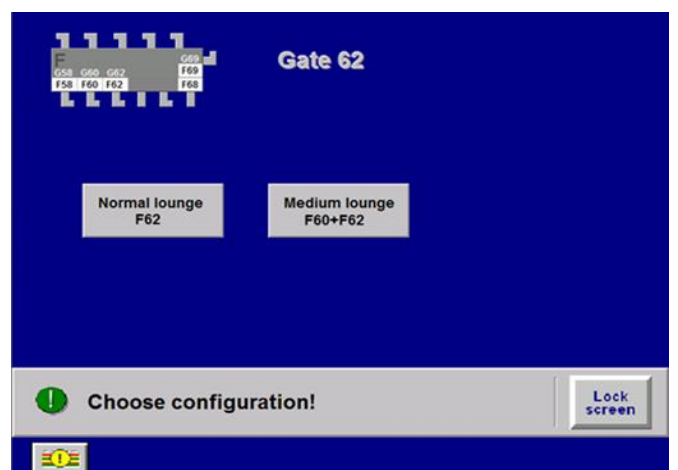 Gate 62
F
G69
G58 G60 G62 F69
F58 F60 F62 F68
Normal lounge
F62
Medium lounge
F60+F62
!
Choose configuration!
Lock
screen
!